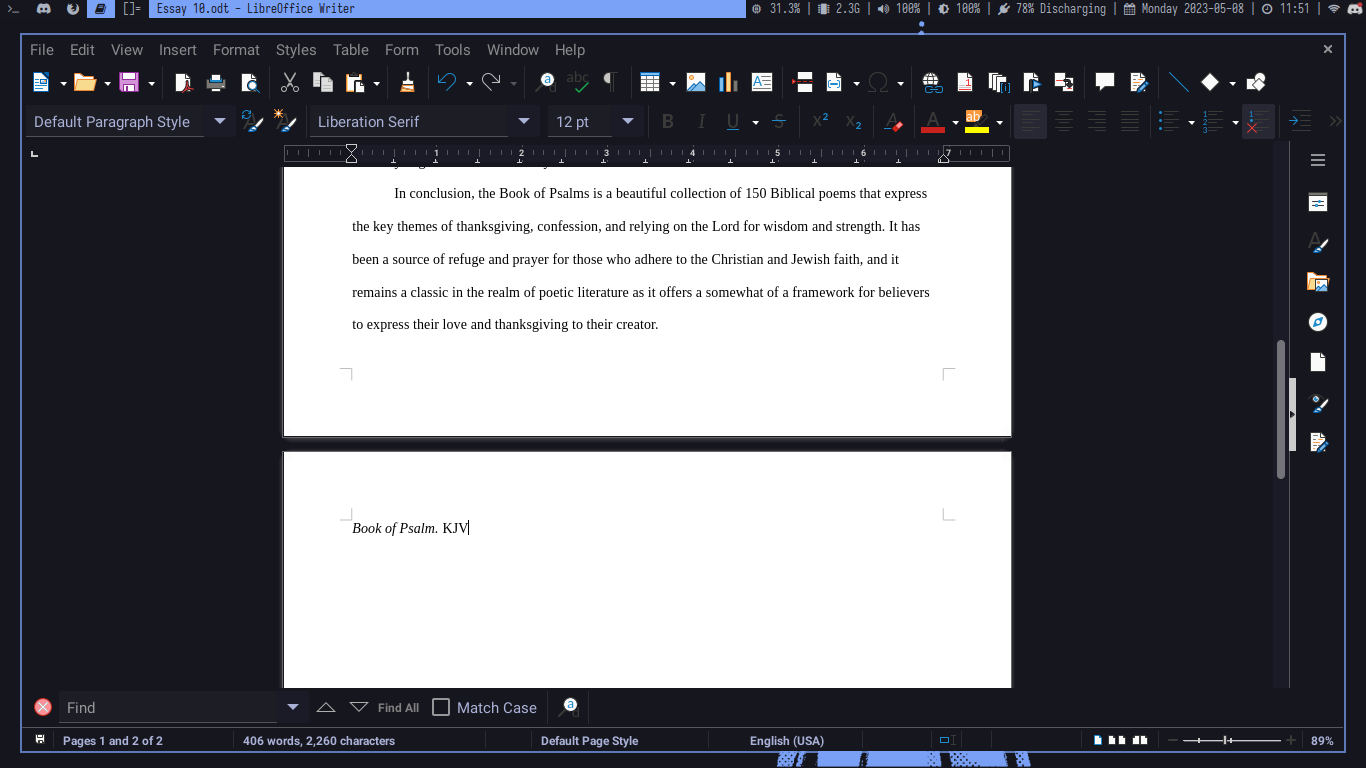 >_ []= Essay 10.odt – LibreOffice Writer 31.3% | 2.3G | 100% | 100% | 78% Discharging | Monday 2023-05-08 | 11:51 |
File Edit View Insert Format Styles Table Form Tools Window Help ×
Default Paragraph Style Liberation Serif 12 pt
1 2 3 4 5 6 7
In conclusion, the Book of Psalms is a beautiful collection of 150 Biblical poems that express
the key themes of thanksgiving, confession, and relying on the Lord for wisdom and strength. It has
been a source of refuge and prayer for those who adhere to the Christian and Jewish faith, and it
remains a classic in the realm of poetic literature as it offers a somewhat of a framework for believers
to express their love and thanksgiving to their creator.
Book of Psalm. KJV
Find Find All Match Case
Pages 1 and 2 of 2 406 words, 2,260 characters Default Page Style English (USA) 89%